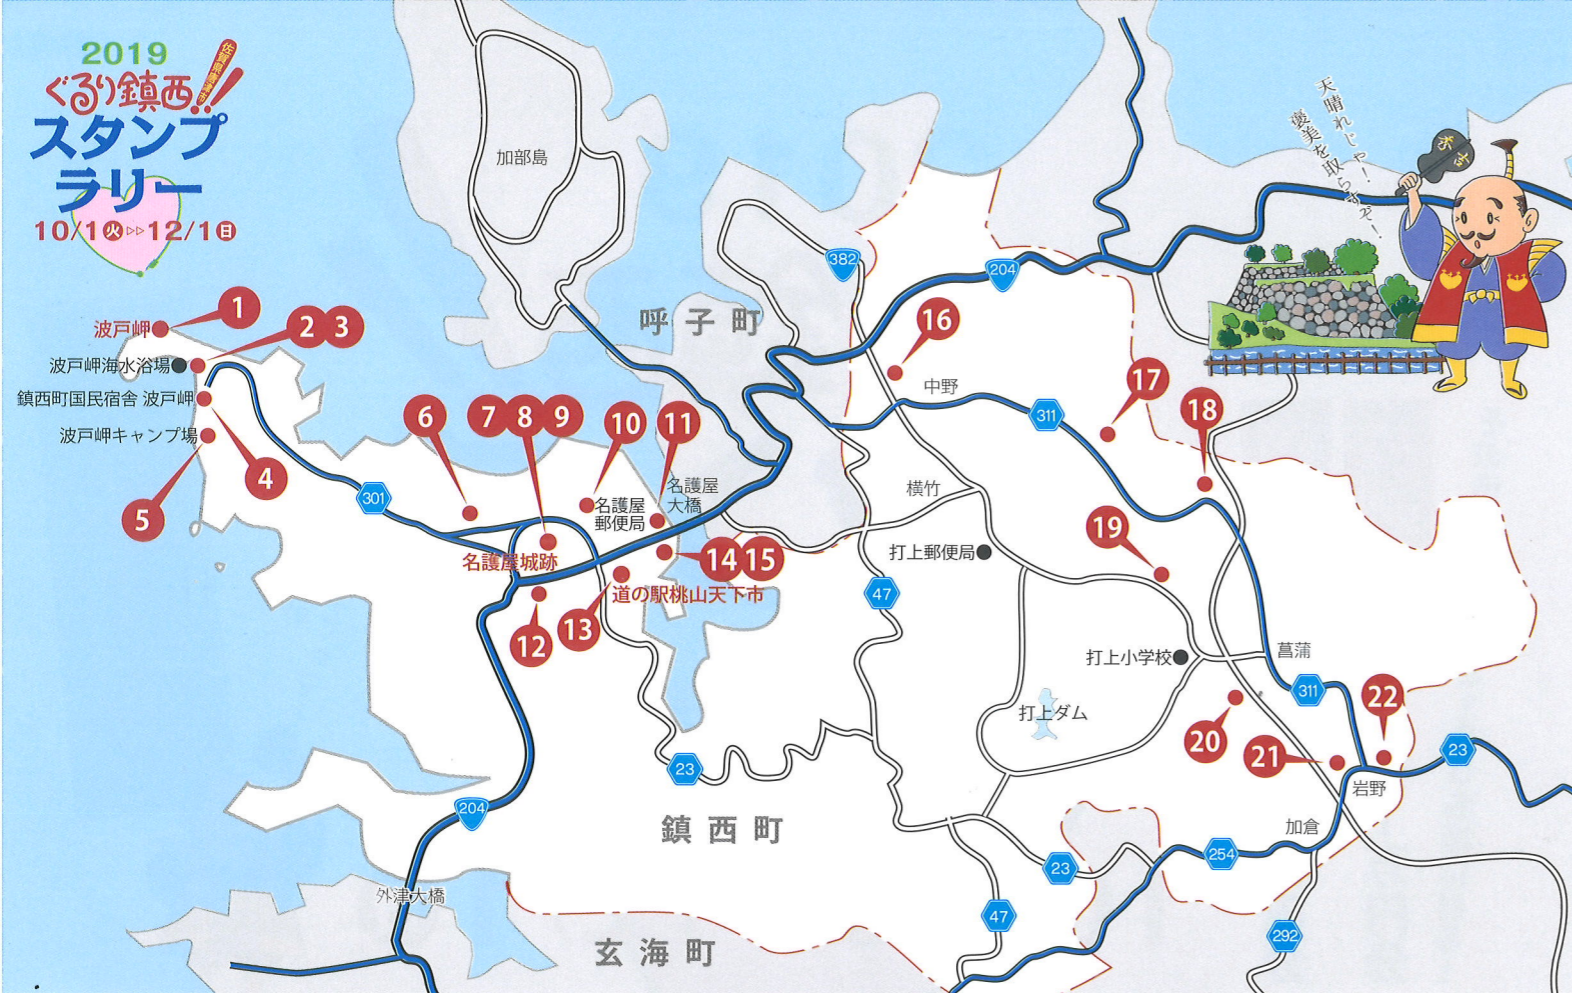 2019
ぐるり鎮西!!
佐賀県唐津市
スタンプ
ラリー
10/1火▷▷12/1日
天晴れじゃ！
褒美を取らすぞ！
秀吉
加部島
呼子町
382
204
1
波戸岬
2 3
波戸岬海水浴場
鎮西町国民宿舎 波戸岬
波戸岬キャンプ場
4
5
301
6
7 8 9
10
11
名護屋
郵便局
名護屋
大橋
名護屋城跡
12
13
道の駅桃山天下市
14 15
16
中野
311
17
18
横竹
打上郵便局
19
47
打上小学校
菖蒲
打上ダム
20
311
21
22
23
岩野
加倉
23
204
鎮西町
254
23
外津大橋
47
292
玄海町